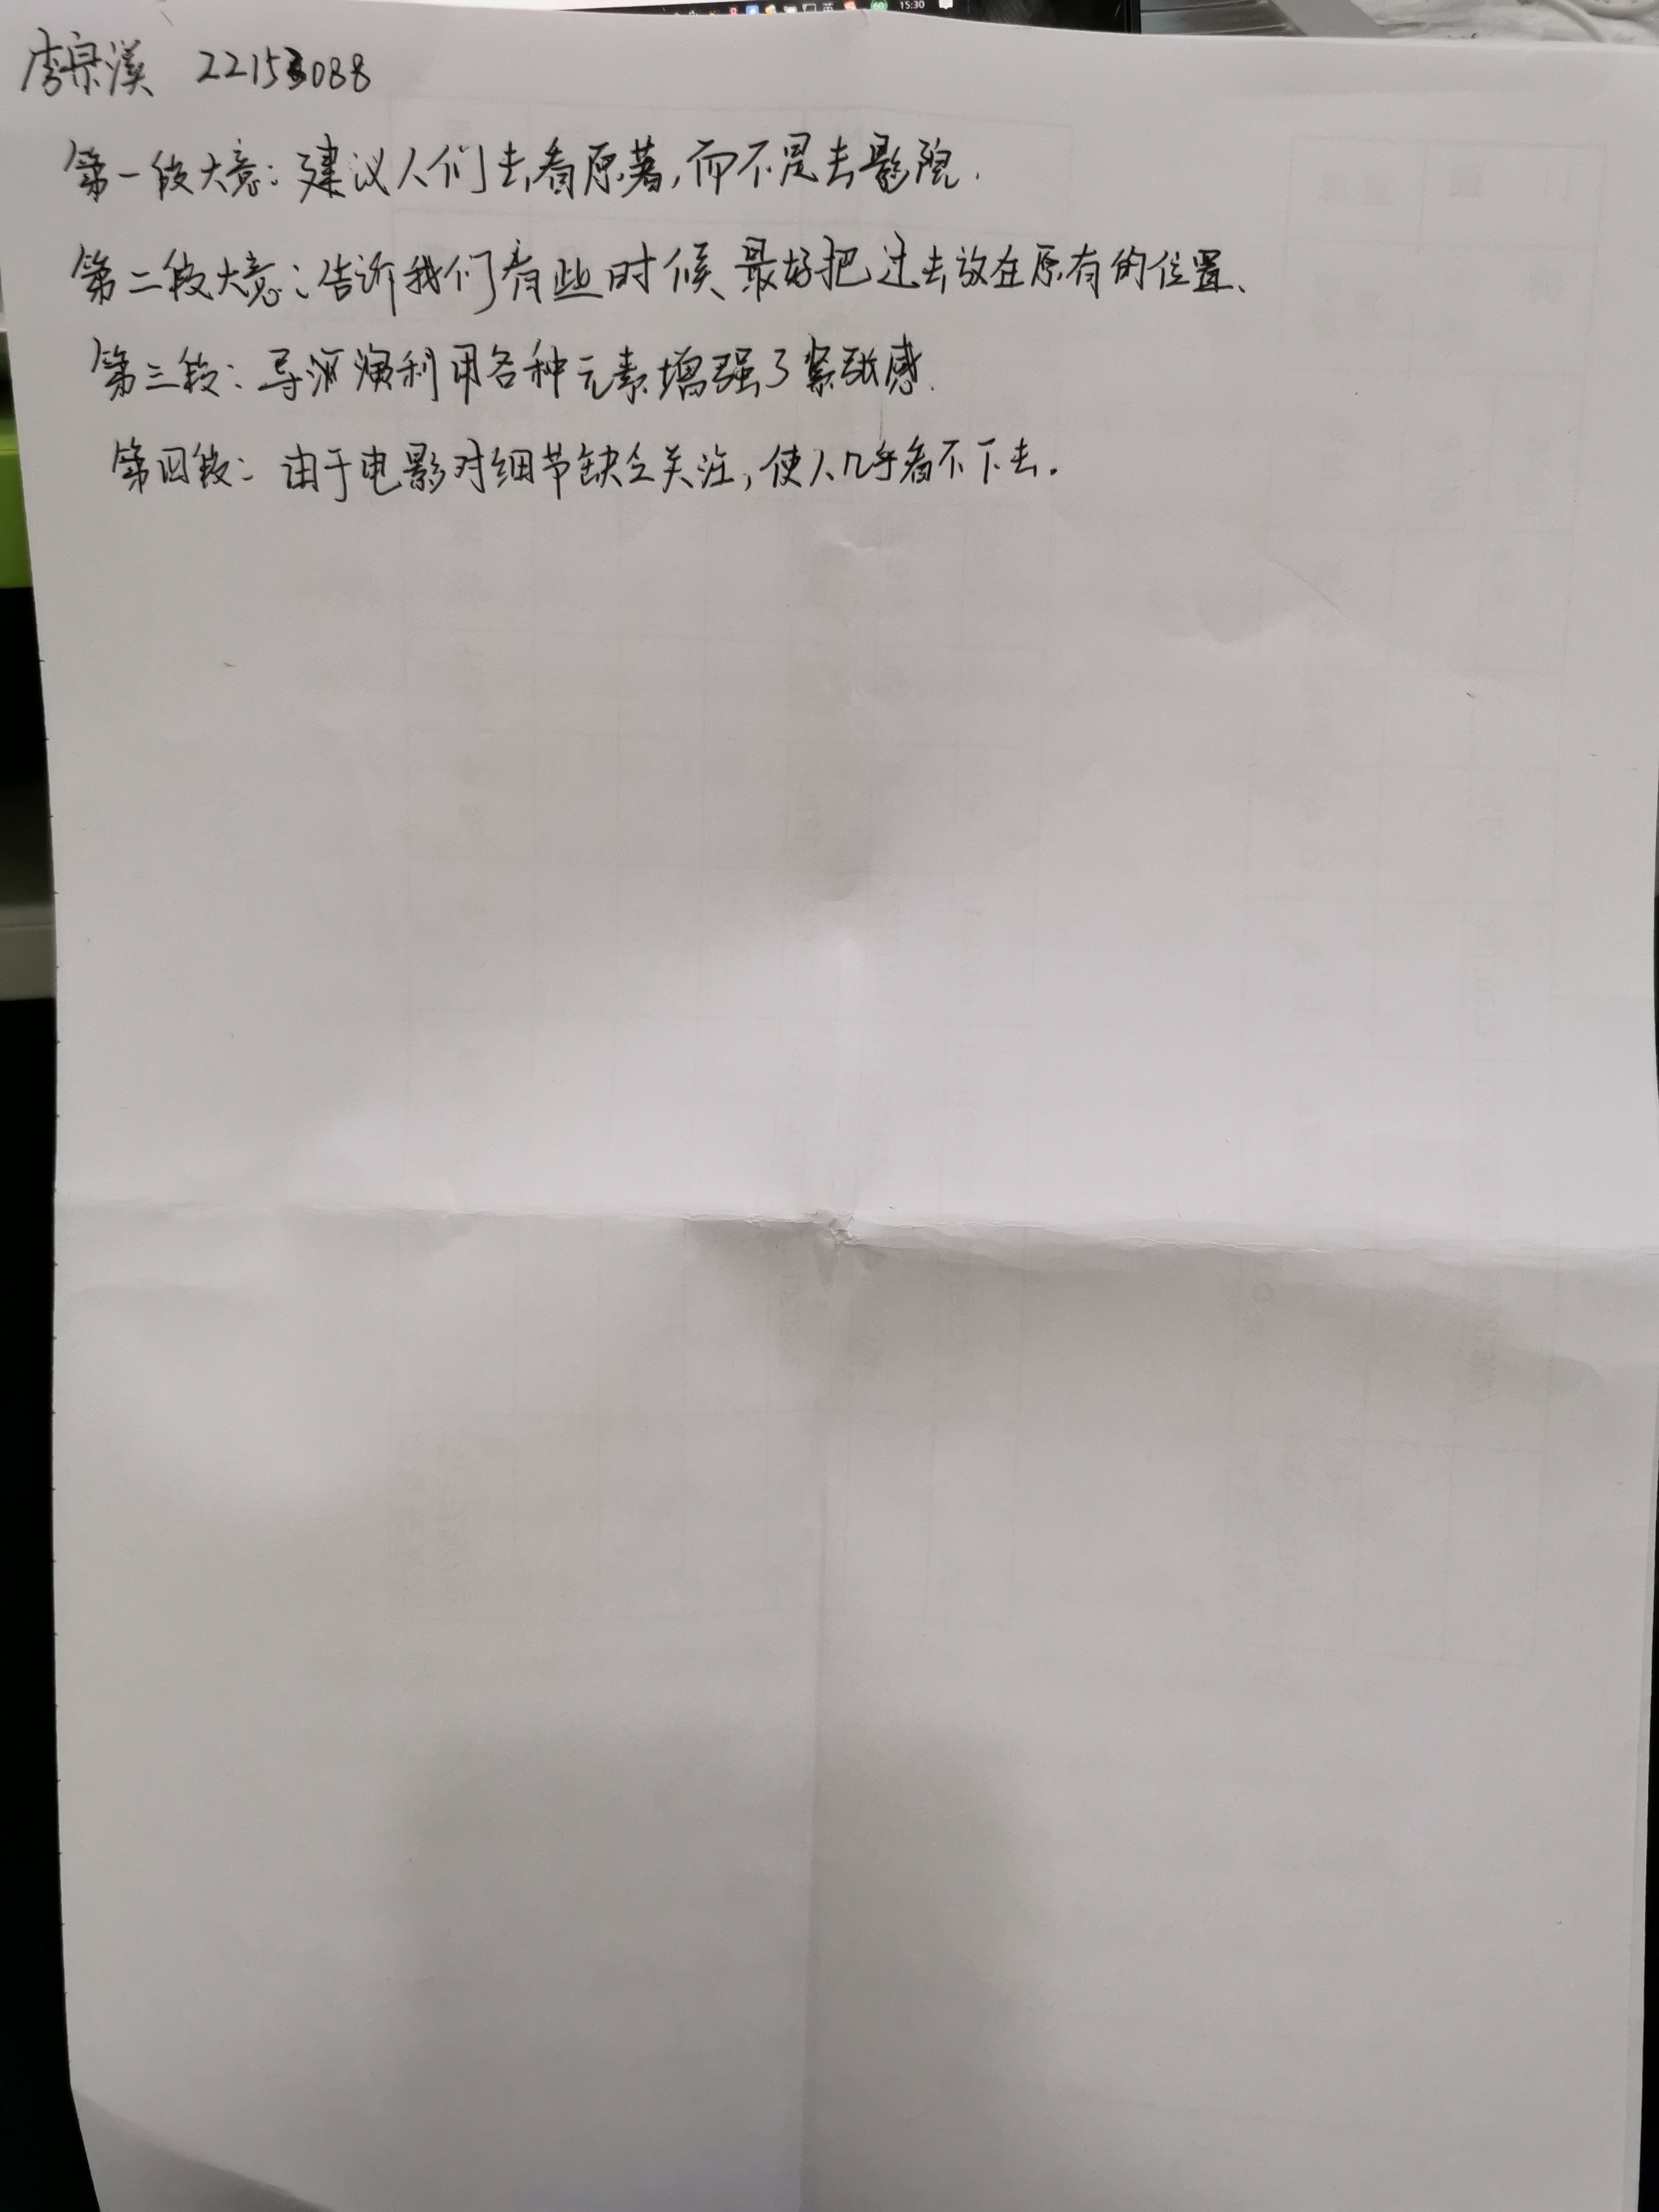 15:30
李宗溪 22153088
第一段大意：建议人们去看原著，而不是去影院.
第二段大意：告诉我们有些时候最好把过去放在原有的位置、
第三段：导演利用各种元素增强了紧张感.
第四段：由于电影对细节缺乏关注，使人几乎看不下去.